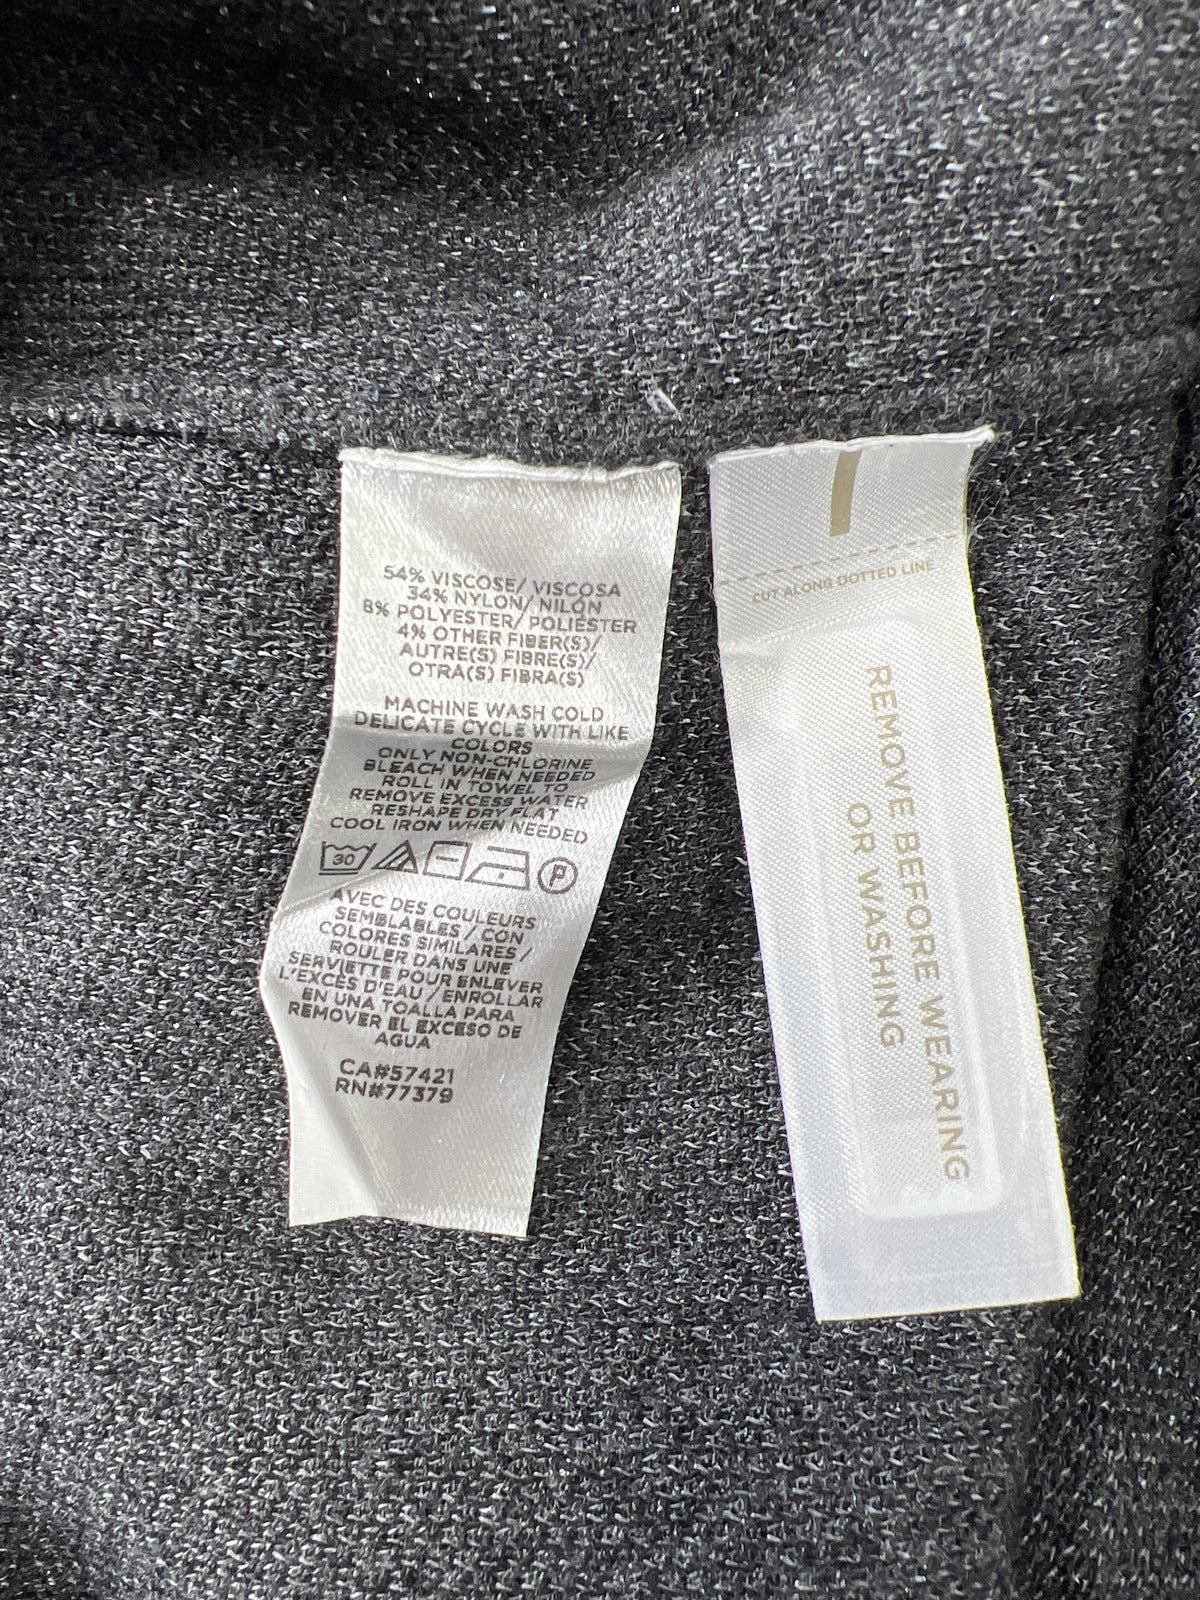 54% VISCOSE/ VISCOSA
34% NYLON/ NILÓN
8% POLYESTER/ POLIÉSTER
4% OTHER FIBER(S)/
AUTRE(S) FIBRE(S)/
OTRA(S) FIBRA(S)
MACHINE WASH COLD
DELICATE CYCLE WITH LIKE
COLORS
ONLY NON-CHLORINE
BLEACH WHEN NEEDED
ROLL IN TOWEL TO
REMOVE EXCESS WATER
RESHAPE DRY FLAT
COOL IRON WHEN NEEDED
30 P
AVEC DES COULEURS
SEMBLABLES / CON
COLORES SIMILARES /
ROULER DANS UNE
SERVIETTE POUR ENLEVER
L'EXCÈS D'EAU / ENROLLAR
EN UNA TOALLA PARA
REMOVER EL EXCESO DE
AGUA
CA#57421
RN#77379
CUT ALONG DOTTED LINE
REMOVE BEFORE WEARING
OR WASHING